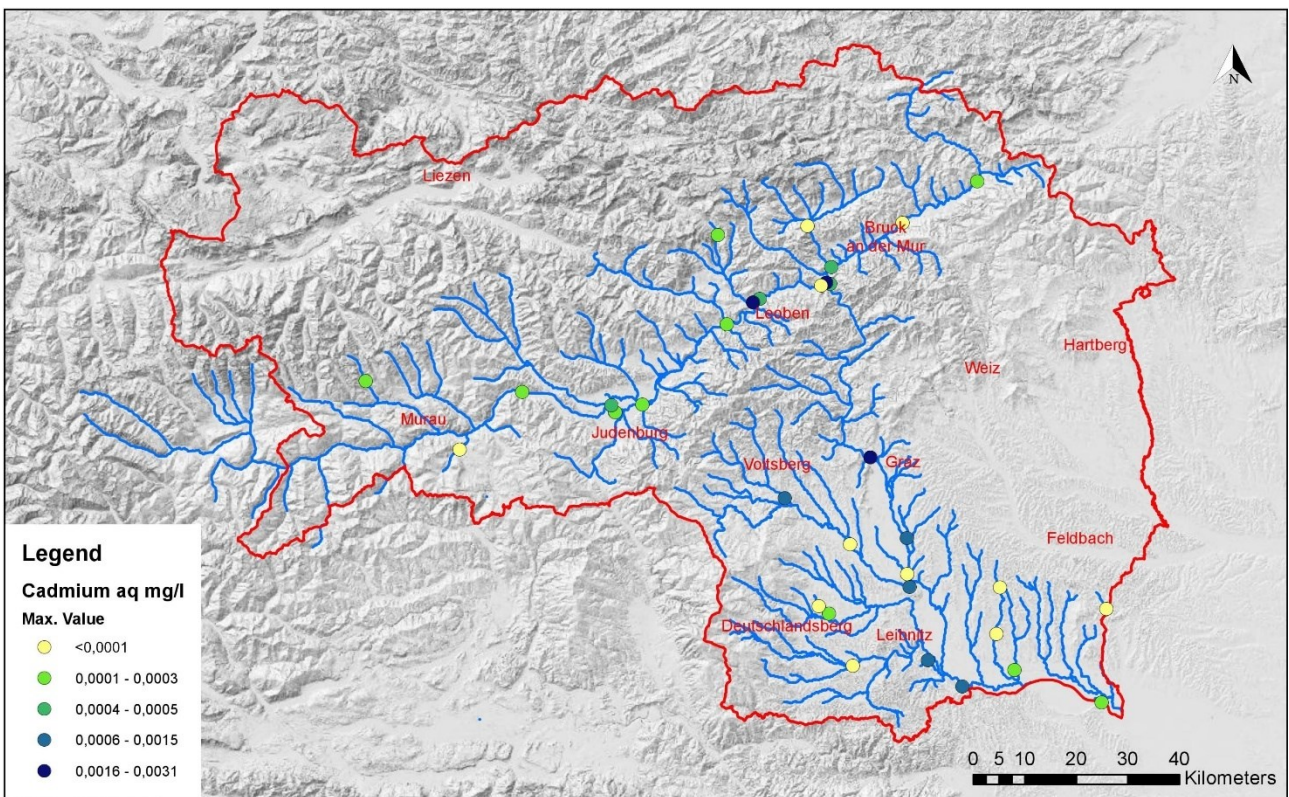 N
Liezen
Bruck
an der Mur
Leoben
Hartberg
Weiz
Murau
Judenburg
Voitsberg
Graz
Feldbach
Deutschlandsberg
Leibnitz
Legend
Cadmium aq mg/l
Max. Value
<0,0001
0,0001 - 0,0003
0,0004 - 0,0005
0,0006 - 0,0015
0,0016 - 0,0031
0 5 10 20 30 40
Kilometers